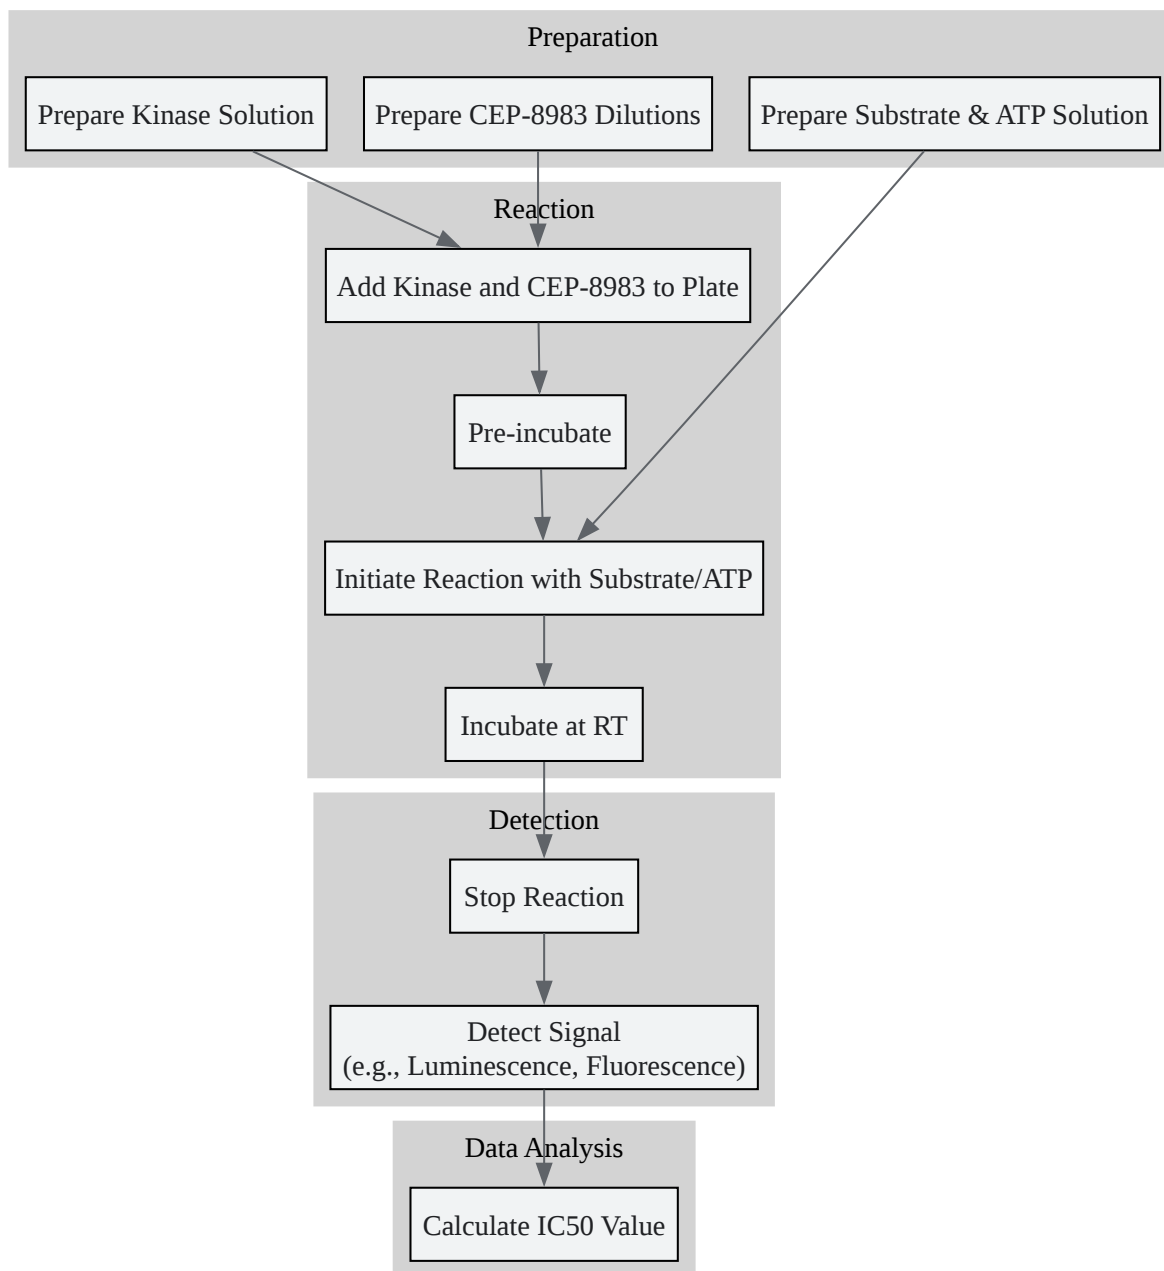 Preparation
Prepare Kinase Solution
Prepare CEP-8983 Dilutions
Prepare Substrate & ATP Solution
Reaction
Add Kinase and CEP-8983 to Plate
Pre-incubate
Initiate Reaction with Substrate/ATP
Incubate at RT
Detection
Stop Reaction
Detect Signal
(e.g., Luminescence, Fluorescence)
Data Analysis
Calculate IC50 Value